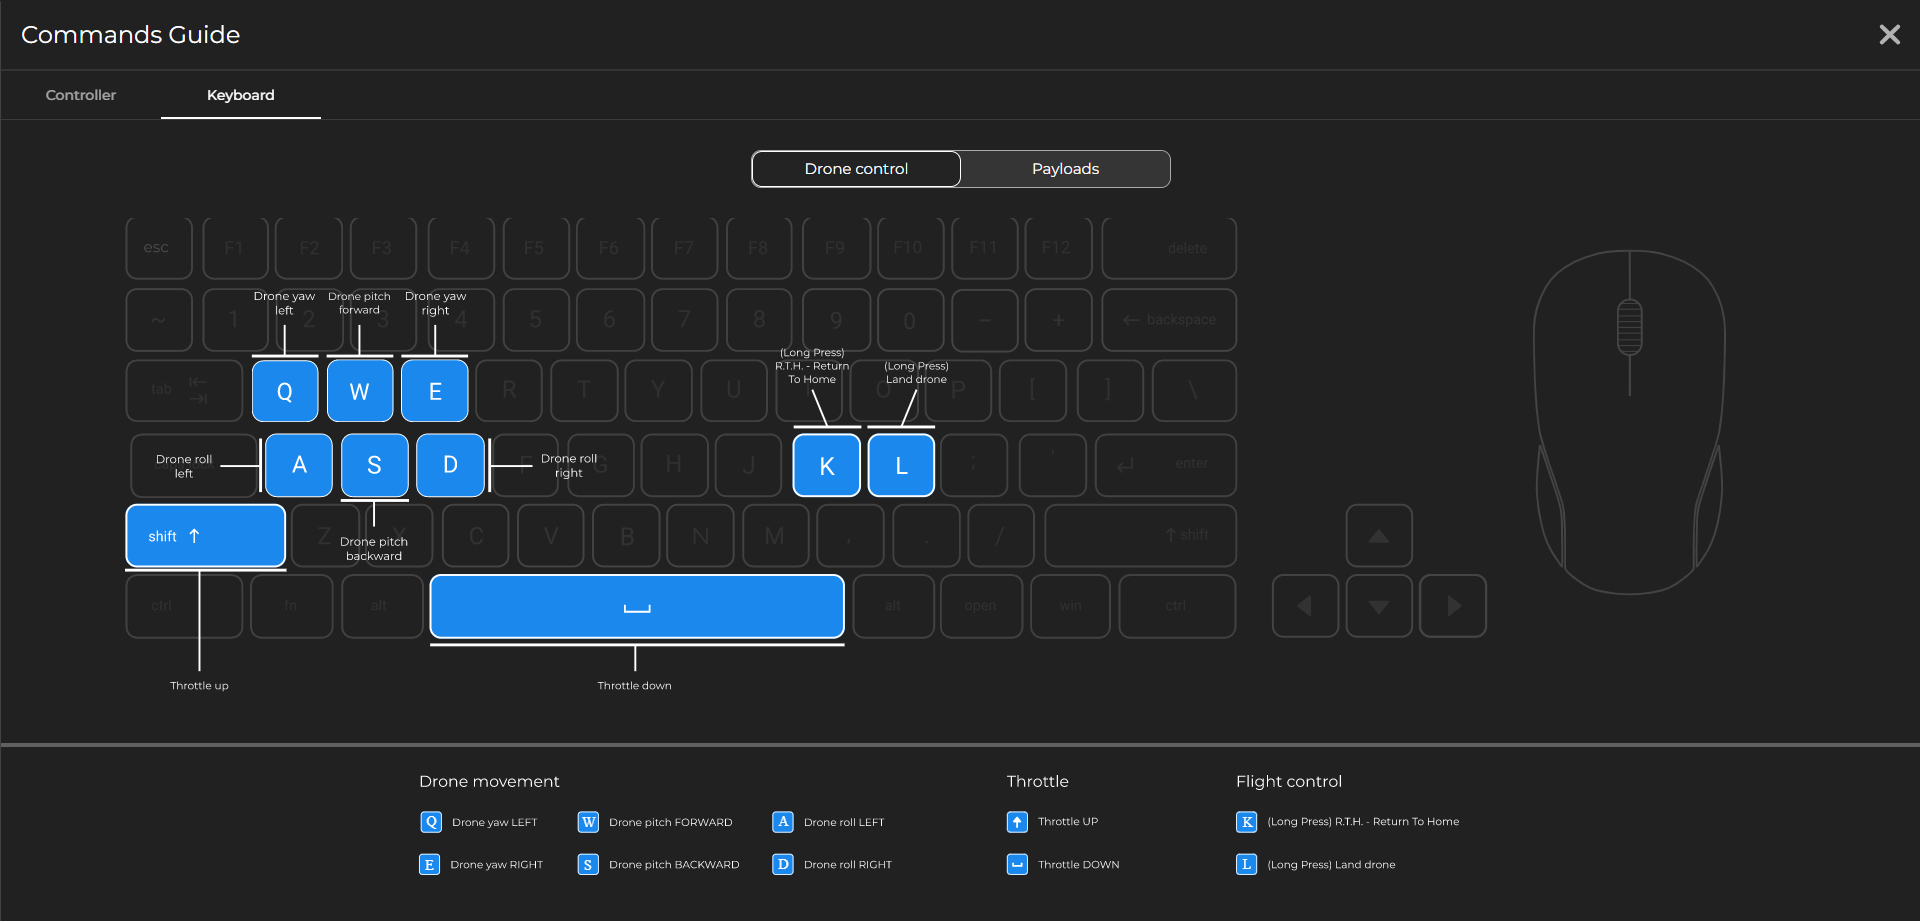 Commands Guide
Controller
Keyboard
Drone control
Payloads
esc F1 F2 F3 F4 F5 F6 F7 F8 F9 F10 F11 F12 delete
Drone yaw
left
Drone pitch
forward
Drone yaw
right
~ 1 2 3 4 5 6 7 8 9 0 − + ← backspace
(Long Press)
R.T.H. - Return
To Home
(Long Press)
Land drone
tab Q W E R T Y U O P [ ] \
Drone roll
left
A S D F G H J K L ; ' enter
Drone roll
right
shift ↑ Z X C V B N M , . / ↑ shift
Drone pitch
backward
ctrl fn alt alt open win ctrl
Throttle up
Throttle down
Drone movement
Q Drone yaw LEFT
W Drone pitch FORWARD
A Drone roll LEFT
E Drone yaw RIGHT
S Drone pitch BACKWARD
D Drone roll RIGHT
Throttle
Throttle UP
Throttle DOWN
Flight control
K (Long Press) R.T.H. - Return To Home
L (Long Press) Land drone